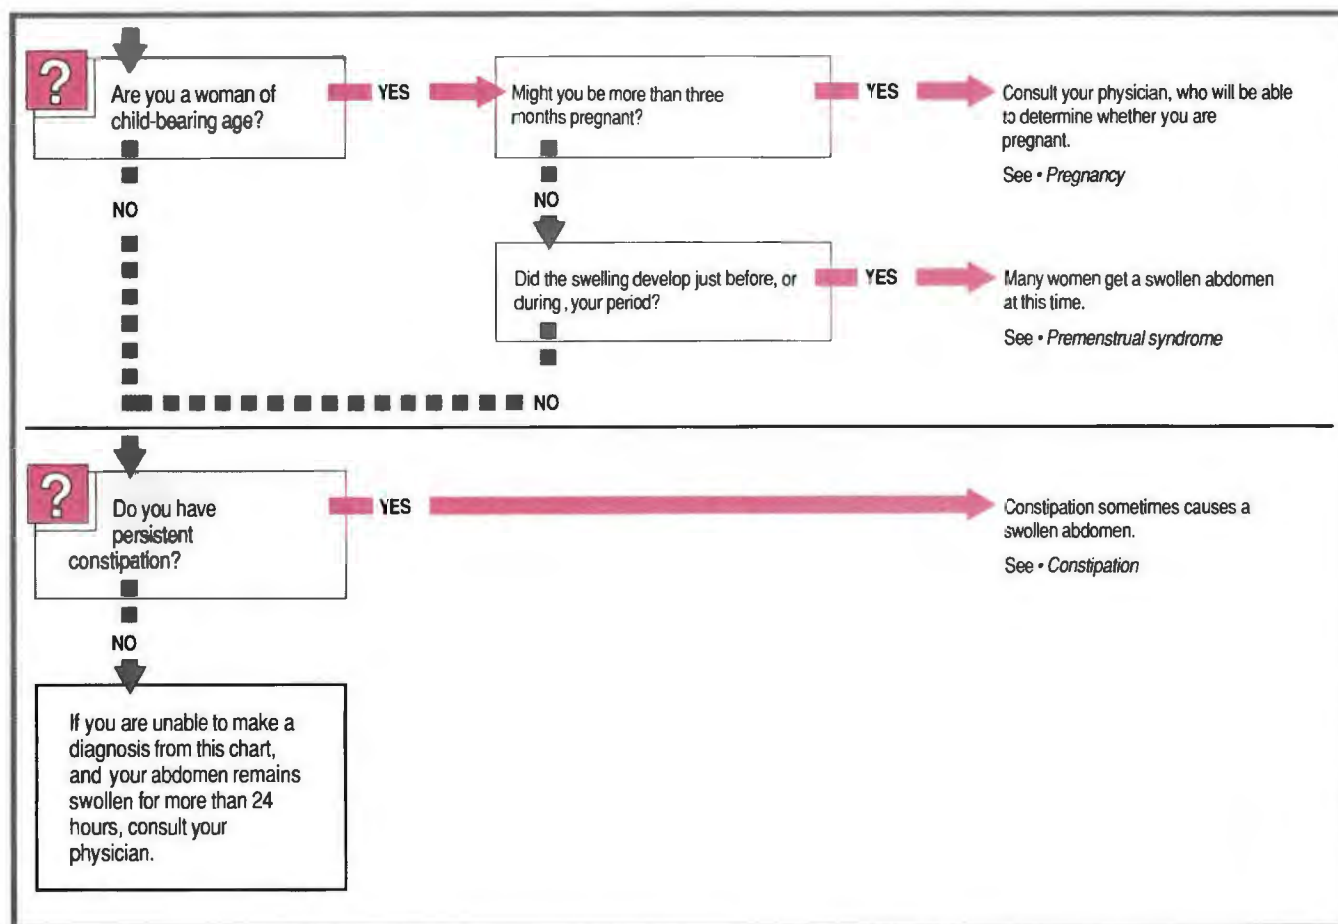 ?
Are you a woman of
child-bearing age?
YES
Might you be more than three
months pregnant?
YES
Consult your physician, who will be able
to determine whether you are
pregnant.
See • Pregnancy
NO
NO
Did the swelling develop just before, or
during, your period?
YES
Many women get a swollen abdomen
at this time.
See • Premenstrual syndrome
NO
?
Do you have
persistent
constipation?
YES
Constipation sometimes causes a
swollen abdomen.
See • Constipation
NO
If you are unable to make a
diagnosis from this chart,
and your abdomen remains
swollen for more than 24
hours, consult your
physician.